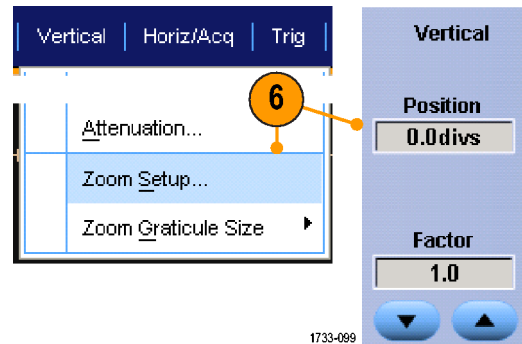 Vertical Horiz/Acq Trig
6
Attenuation...
Zoom Setup...
Zoom Graticule Size
Vertical
Position
0.0divs
Factor
1.0
1733-099